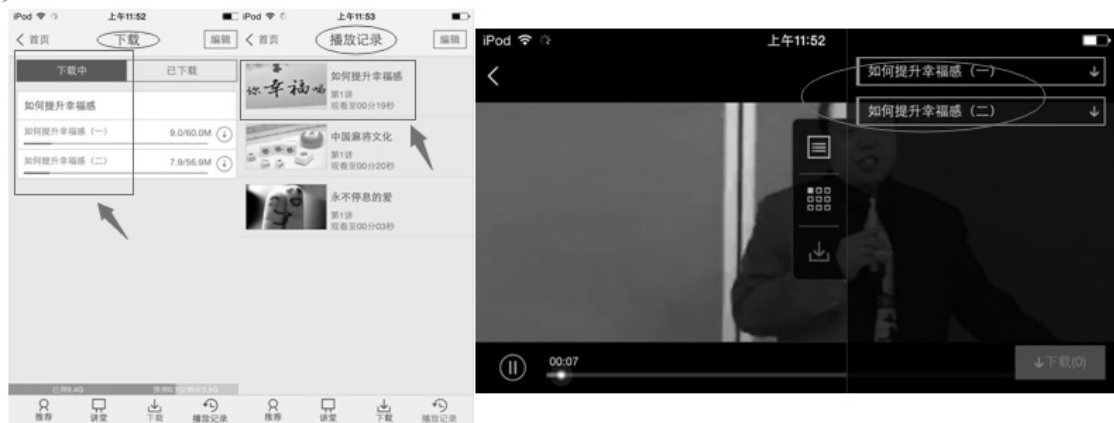 iPod 上午11:52
首页 下载 编辑
下载中 已下载
如何提升幸福感
如何提升幸福感（一） 9.0/60.0M
如何提升幸福感（二） 7.9/56.9M
推荐 讲堂 下载 播放记录
iPod 上午11:53
首页 播放记录 编辑
你幸福吗
如何提升幸福感
第1讲
观看至00分19秒
中国麻将文化
第1讲
观看至00分20秒
永不停息的爱
第1讲
观看至00分03秒
推荐 讲堂 下载 播放记录
iPod 上午11:52
如何提升幸福感（一）
如何提升幸福感（二）
00:07
下载(0)